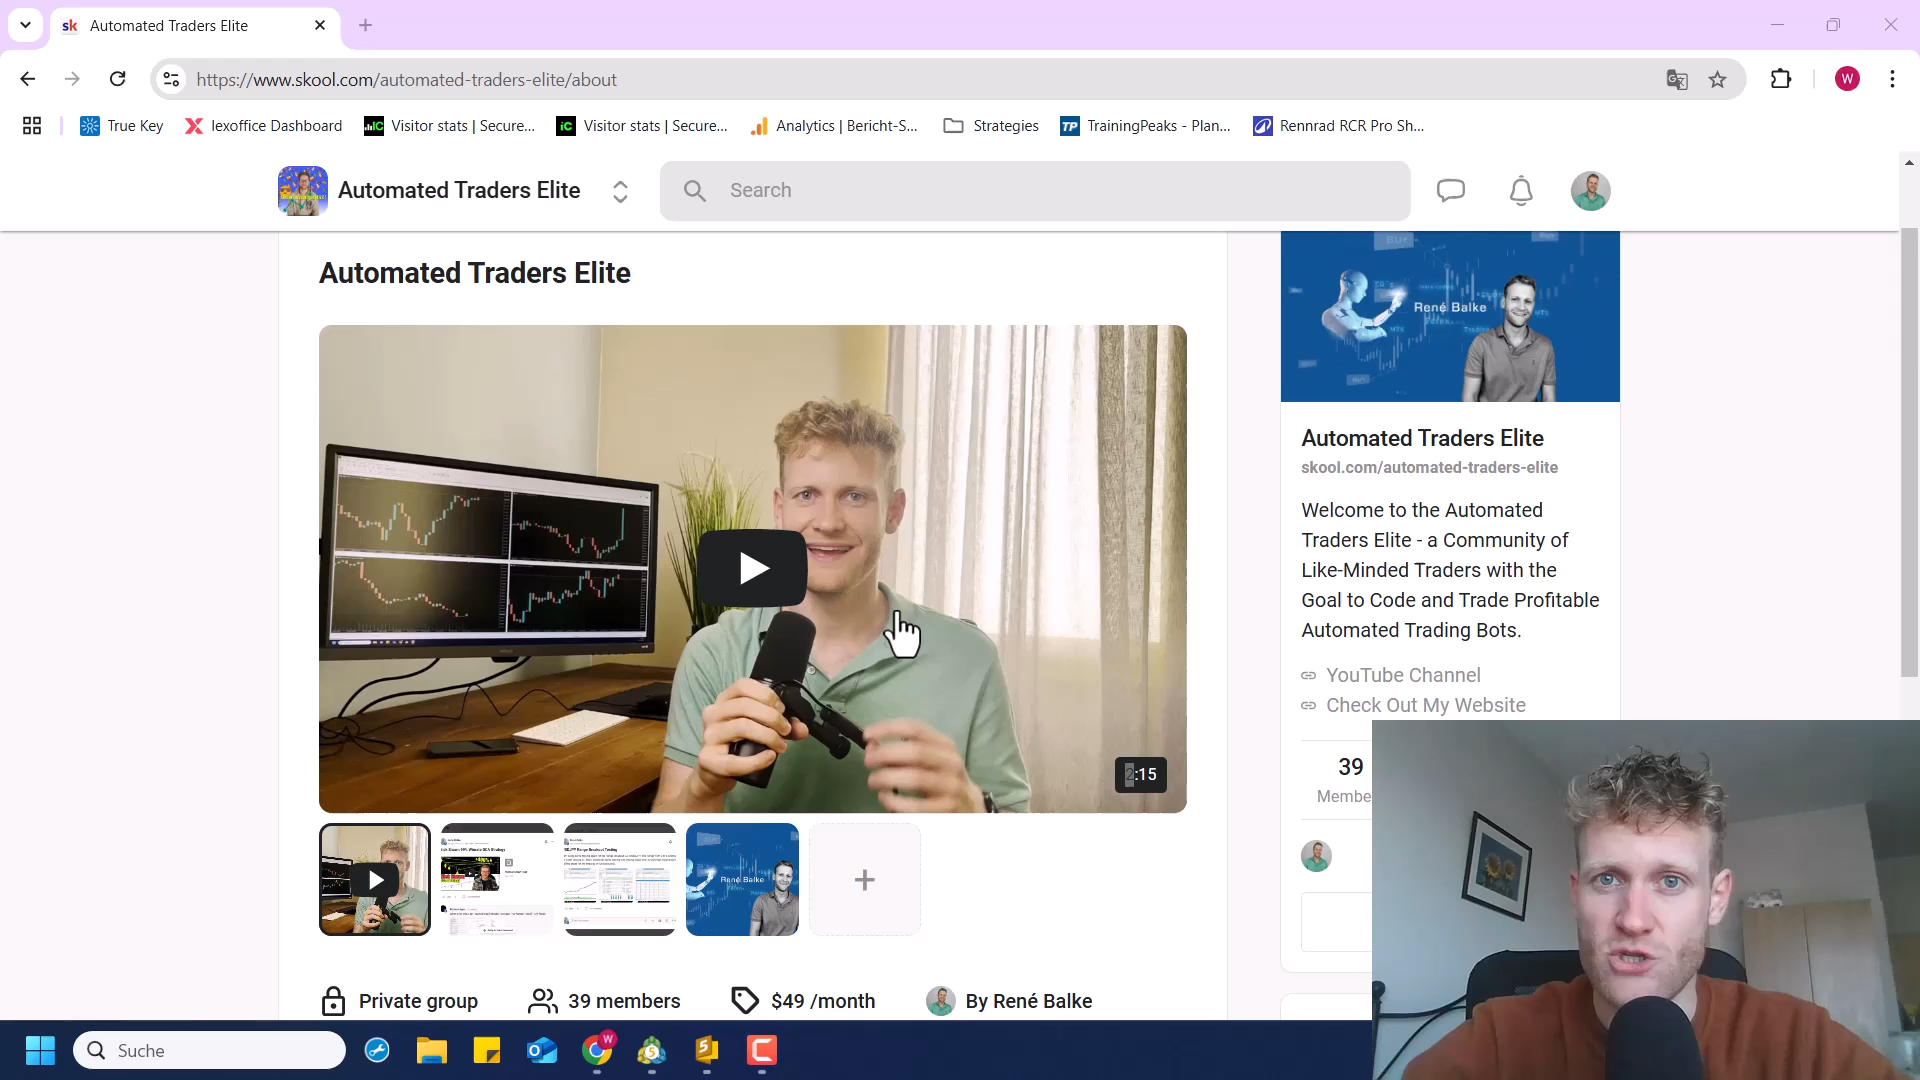 sk Automated Traders Elite
https://www.skool.com/automated-traders-elite/about
W
True Key
lexoffice Dashboard
Visitor stats | Secure...
Visitor stats | Secure...
Analytics | Bericht-S...
Strategies
TrainingPeaks - Plan...
Rennrad RCR Pro Sh...
Automated Traders Elite
Search
Automated Traders Elite
2:15
René Balke
Private group
39 members
$49 /month
By René Balke
René Balke
Automated Traders Elite
skool.com/automated-traders-elite
Welcome to the Automated
Traders Elite - a Community of
Like-Minded Traders with the
Goal to Code and Trade Profitable
Automated Trading Bots.
YouTube Channel
Check Out My Website
39
Membe
Suche
W